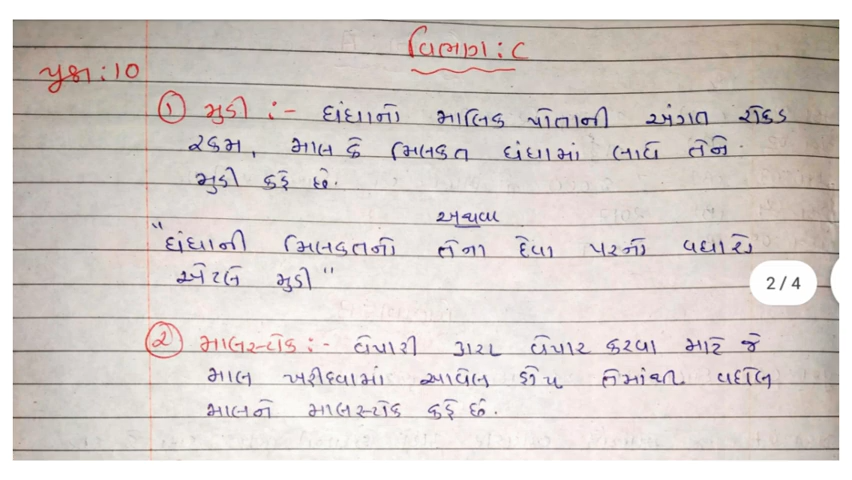 વિભાગ : C
પ્રશ્ન : 10
① મુડી :- ધંધાનો માલિક પોતાની અંગત રોકડ
રકમ, માલ કે મિલકત ધંધામાં લાવે તેને
મુડી કહે છે.
અથવા
"ધંધાની મિલકતનો તેના દેવા પરનો વધારો
એટલે મુડી"
2 / 4
② માલસ્ટોક :- વેપારી દ્વારા વેપાર કરવા માટે જે
માલ ખરીદવામાં આવેલ હોય તેમાંથી વધેલ
માલને માલસ્ટોક કહે છે.